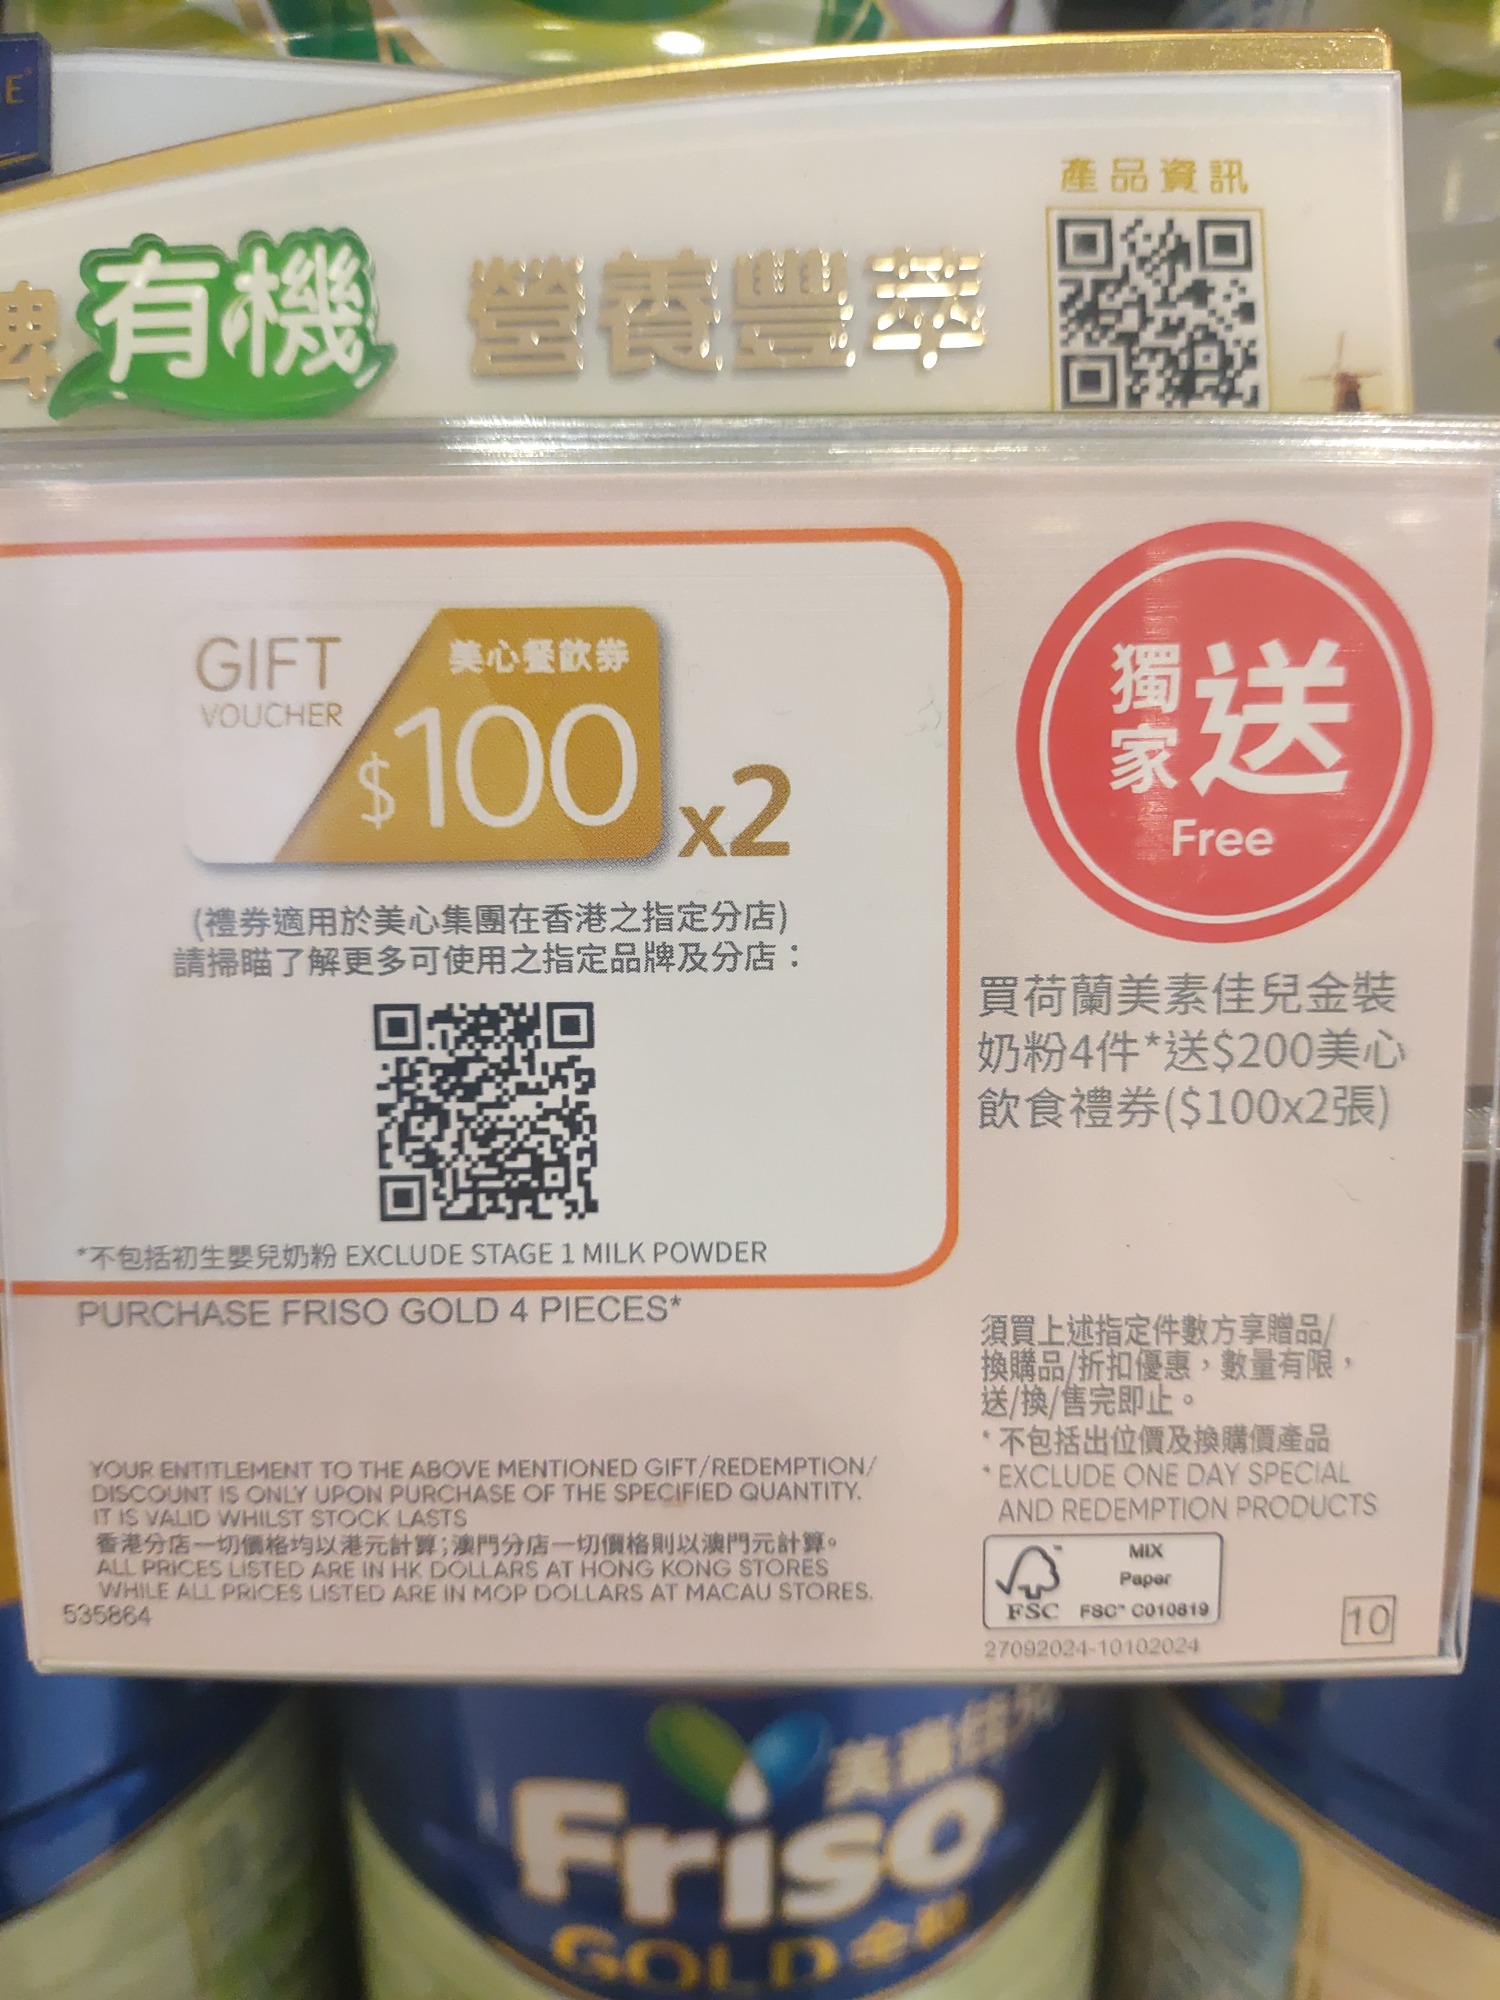 E
產品資訊
牌有機 營養豐萃
GIFT
VOUCHER
美心餐飲券
$100
x2
(禮券適用於美心集團在香港之指定分店)
請掃瞄了解更多可使用之指定品牌及分店：
*不包括初生嬰兒奶粉 EXCLUDE STAGE 1 MILK POWDER
PURCHASE FRISO GOLD 4 PIECES*
獨家送
Free
買荷蘭美素佳兒金裝
奶粉4件*送$200美心
飲食禮券($100x2張)
須買上述指定件數方享贈品/
換購品/折扣優惠，數量有限，
送/換/售完即止。
*不包括出位價及換購價產品
*EXCLUDE ONE DAY SPECIAL
AND REDEMPTION PRODUCTS
YOUR ENTITLEMENT TO THE ABOVE MENTIONED GIFT/REDEMPTION/
DISCOUNT IS ONLY UPON PURCHASE OF THE SPECIFIED QUANTITY.
IT IS VALID WHILST STOCK LASTS
香港分店一切價格均以港元計算；澳門分店一切價格則以澳門元計算。
ALL PRICES LISTED ARE IN HK DOLLARS AT HONG KONG STORES
WHILE ALL PRICES LISTED ARE IN MOP DOLLARS AT MACAU STORES.
535864
FSC
MIX
Paper
FSC™ C010819
27092024-10102024
10
美素佳兒
Friso
GOLD金裝